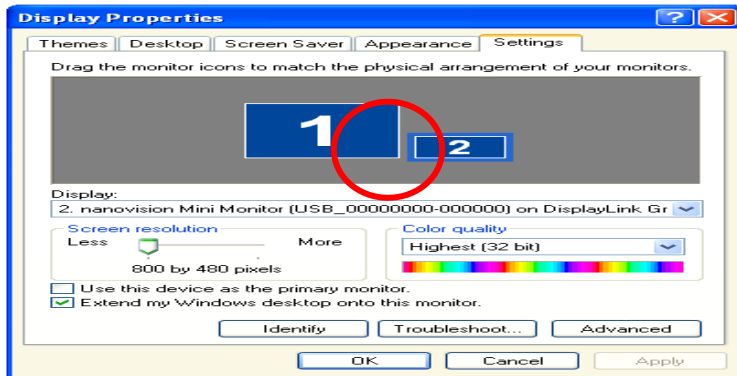 Display Properties
Themes Desktop Screen Saver Appearance Settings
Drag the monitor icons to match the physical arrangement of your monitors.
1
2
Display:
2. nanovision Mini Monitor (USB_00000000-000000) on DisplayLink Gr
Screen resolution
Less More
800 by 480 pixels
Color quality
Highest (32 bit)
Use this device as the primary monitor.
Extend my Windows desktop onto this monitor.
Identify Troubleshoot... Advanced
OK Cancel Apply